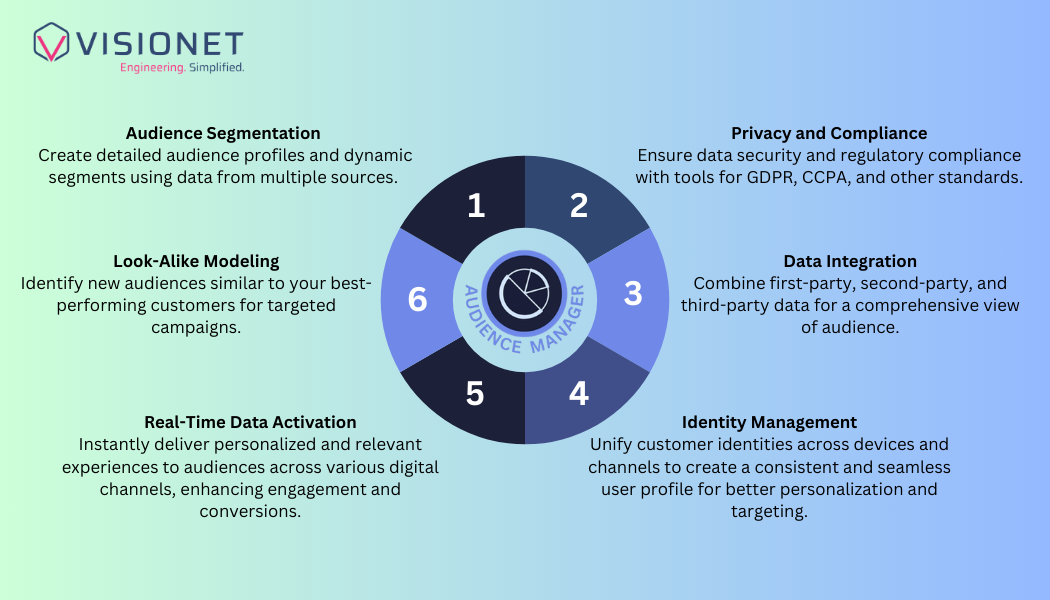 VISIONET
Engineering. Simplified.
Audience Segmentation
Create detailed audience profiles and dynamic
segments using data from multiple sources.
Privacy and Compliance
Ensure data security and regulatory compliance
with tools for GDPR, CCPA, and other standards.
1
2
Look-Alike Modeling
Identify new audiences similar to your best-
performing customers for targeted
campaigns.
6
AUDIENCE MANAGER
3
Data Integration
Combine first-party, second-party, and
third-party data for a comprehensive view
of audience.
5
4
Real-Time Data Activation
Instantly deliver personalized and relevant
experiences to audiences across various digital
channels, enhancing engagement and
conversions.
Identity Management
Unify customer identities across devices and
channels to create a consistent and seamless
user profile for better personalization and
targeting.